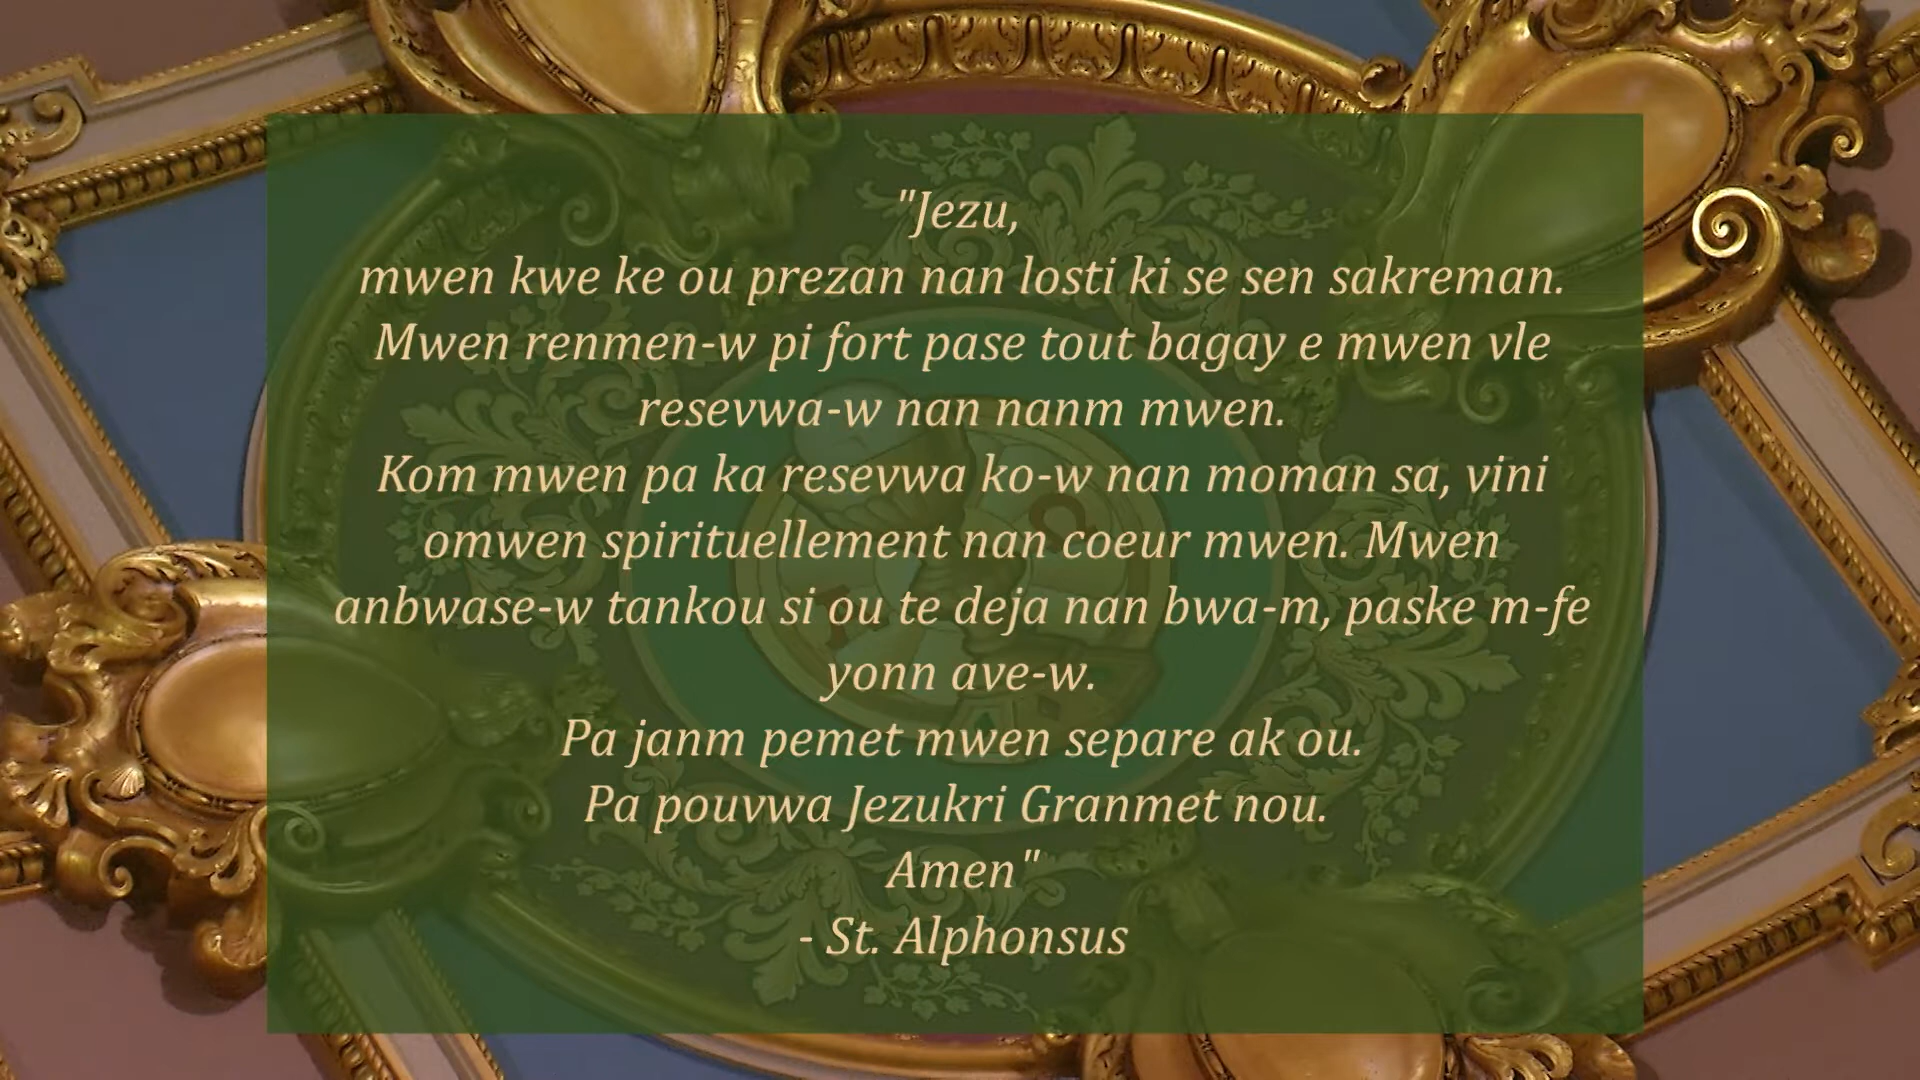 "Jezu,
mwen kwe ke ou prezan nan losti ki se sen sakreman.
Mwen renmen-w pi fort pase tout bagay e mwen vle
resevwa-w nan nanm mwen.
Kom mwen pa ka resevwa ko-w nan moman sa, vini
omwen spirituellement nan coeur mwen. Mwen
anbwase-w tankou si ou te deja nan bwa-m, paske m-fe
yonn ave-w.
Pa janm pemet mwen separe ak ou.
Pa pouvwa Jezukri Granmet nou.
Amen"
- St. Alphonsus